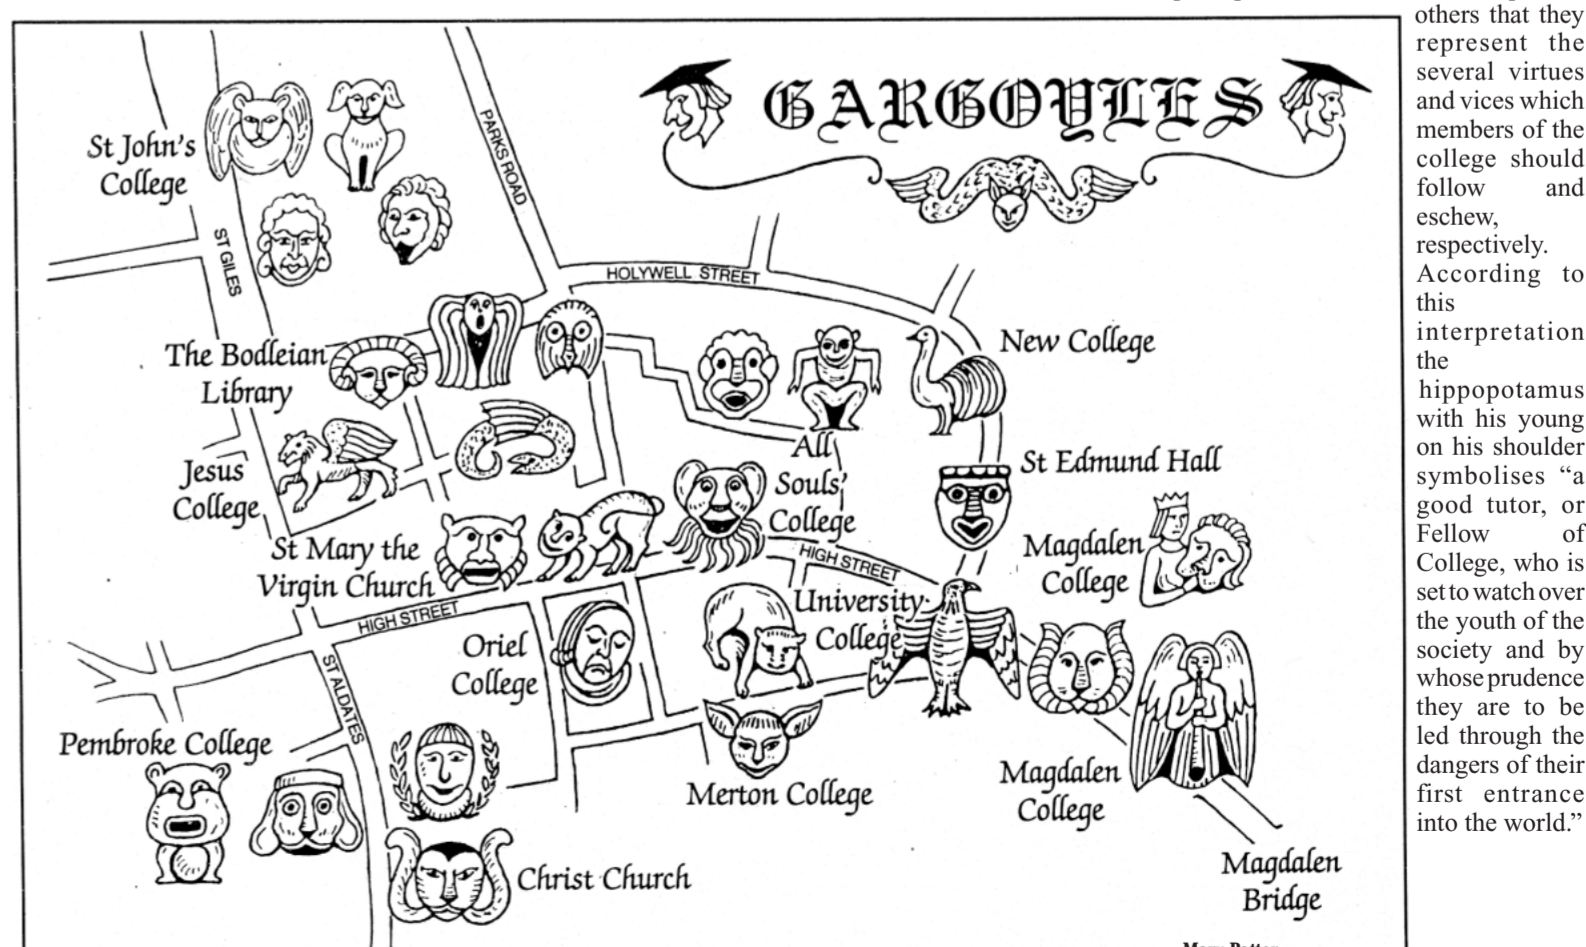 GARGOYLES
St John's
College
PARKS ROAD
ST GILES
HOLYWELL STREET
The Bodleian
Library
New College
Jesus
College
All
Souls'
College
St Edmund Hall
St Mary the
Virgin Church
HIGH STREET
Magdalen
College
HIGH STREET
University
College
Oriel
College
ST ALDATES
Pembroke College
Merton College
Magdalen
College
Christ Church
Magdalen
Bridge
others that they
represent the
several virtues
and vices which
members of the
college should
follow and
eschew,
respectively.
According to
this
interpretation
the
hippopotamus
with his young
on his shoulder
symbolises “a
good tutor, or
Fellow of
College, who is
set to watch over
the youth of the
society and by
whose prudence
they are to be
led through the
dangers of their
first entrance
into the world.”